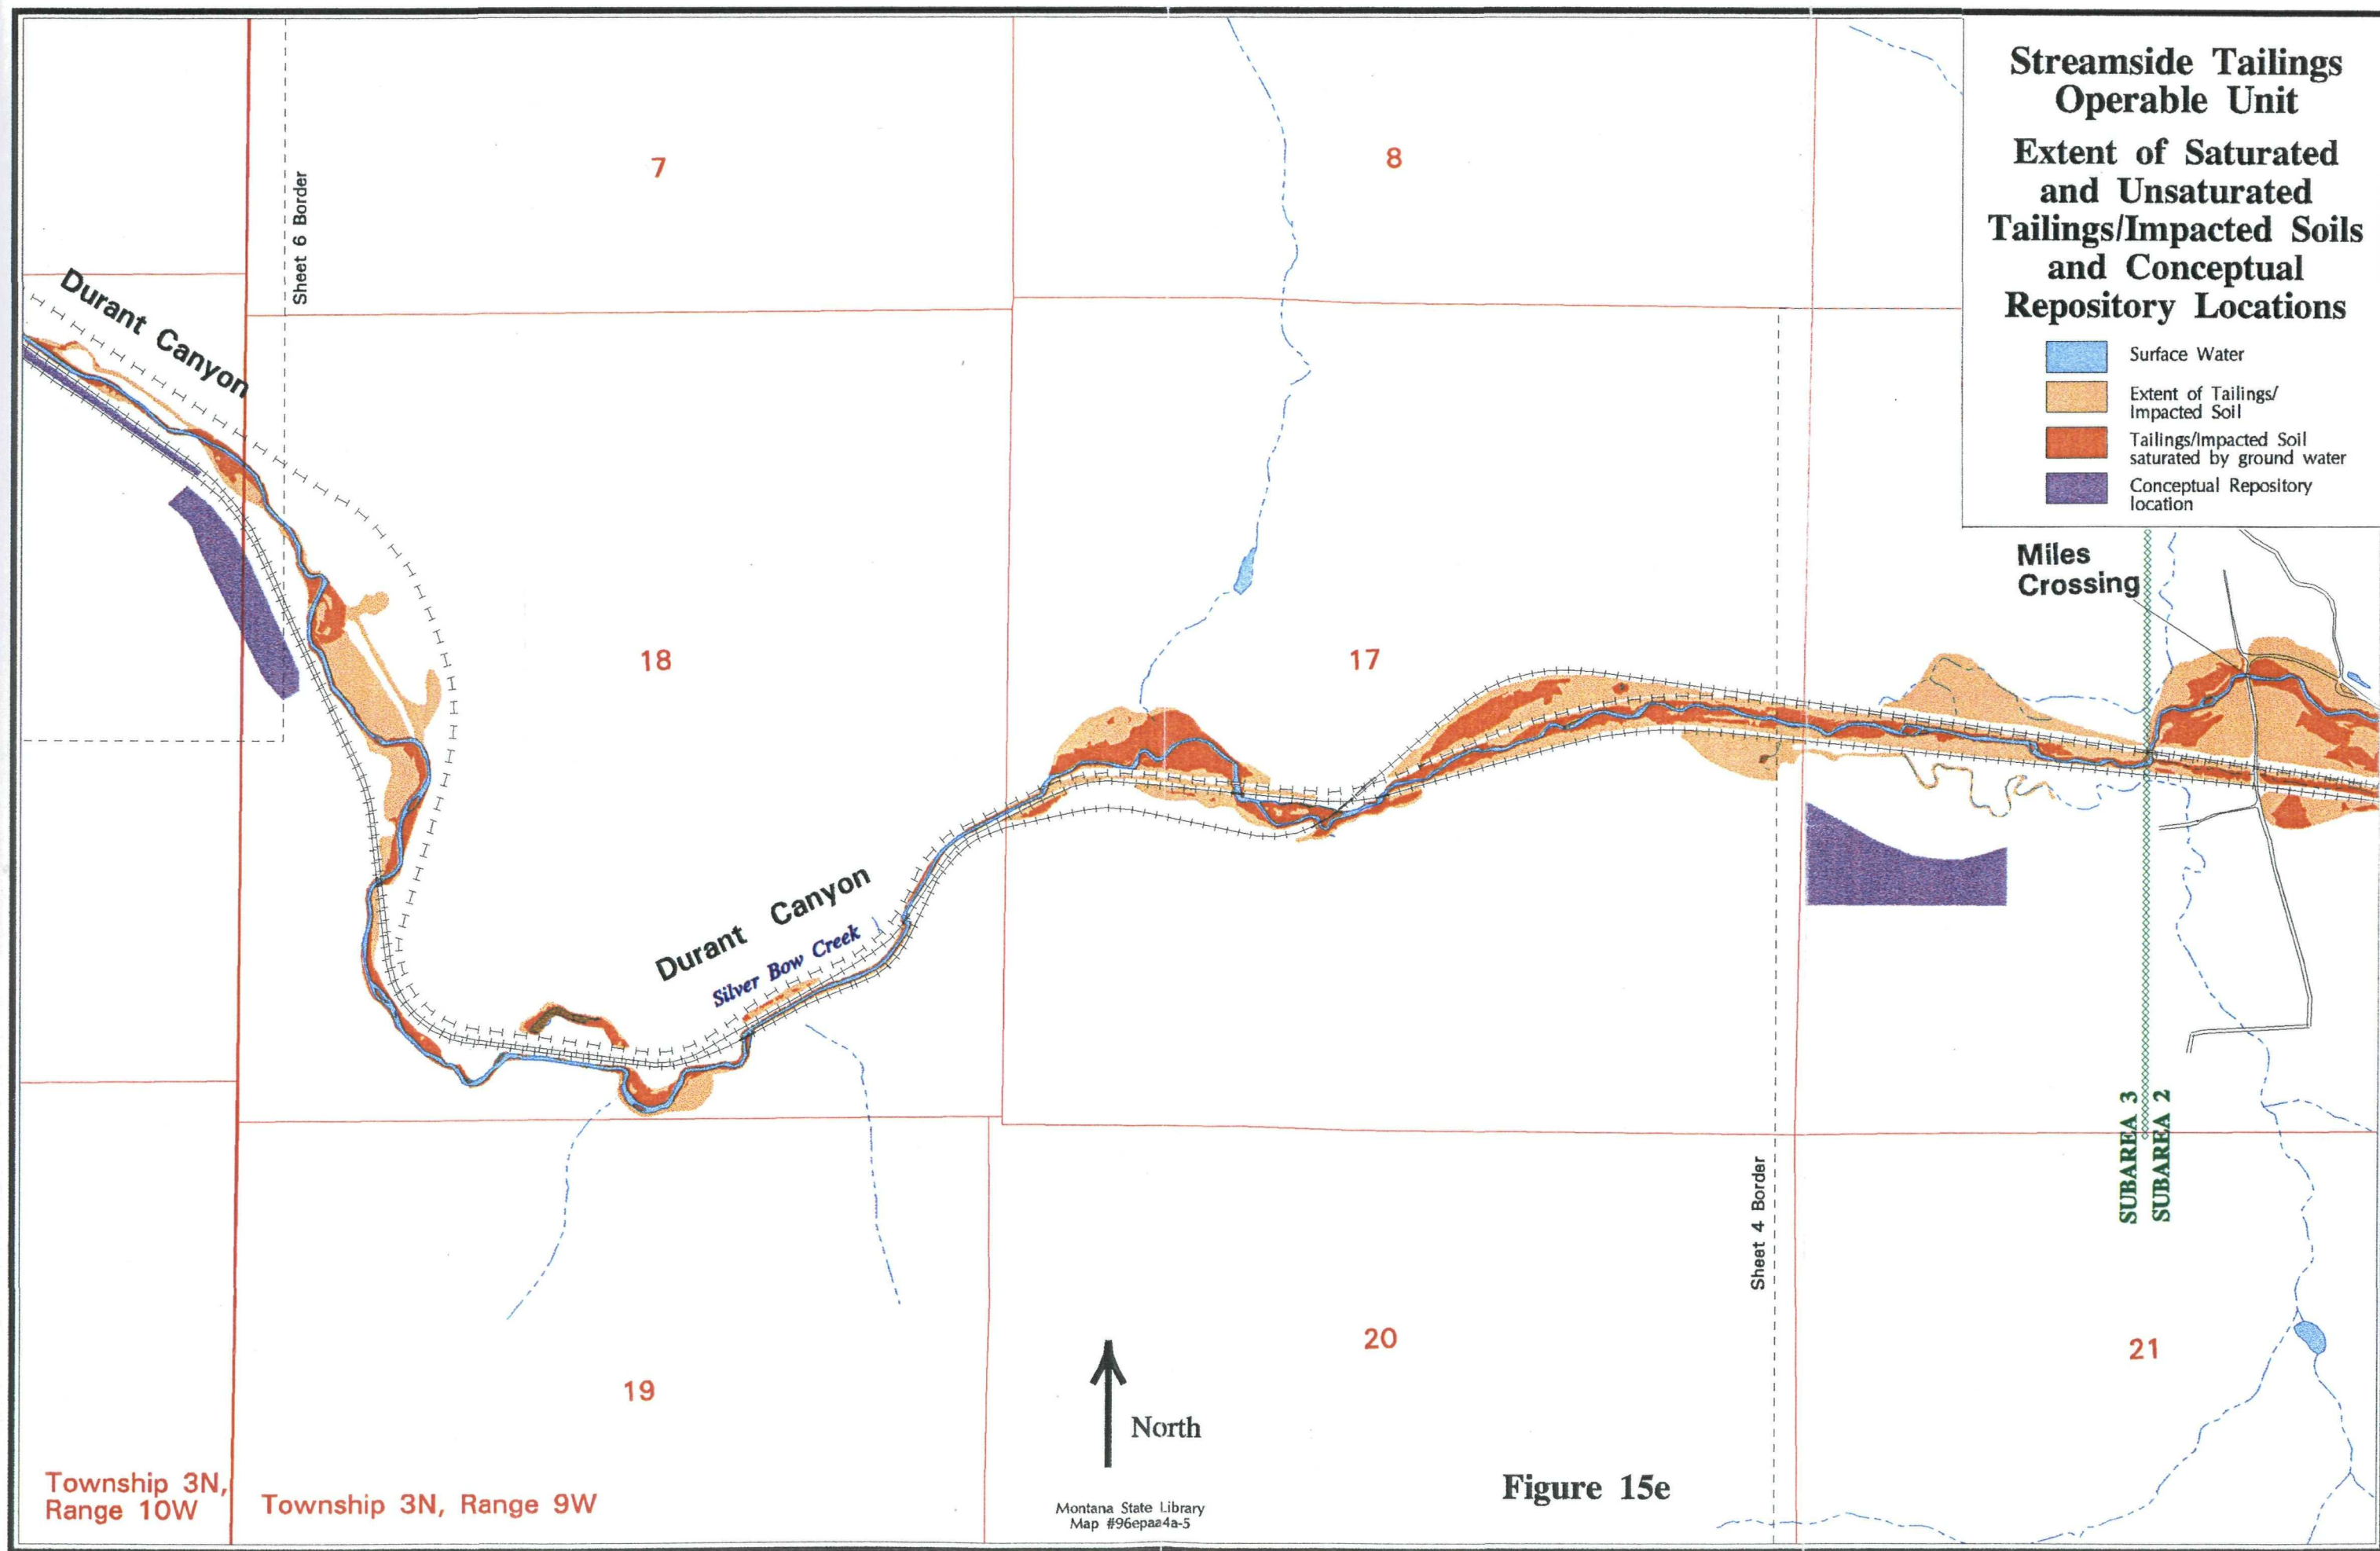 Streamside Tailings
Operable Unit
Extent of Saturated
and Unsaturated
Tailings/Impacted Soils
and Conceptual
Repository Locations
Surface Water
Extent of Tailings/
Impacted Soil
Tailings/Impacted Soil
saturated by ground water
Conceptual Repository
location
7
8
Sheet 6 Border
Durant Canyon
Miles
Crossing
18
17
Durant Canyon
Silver Bow Creek
SUBAREA 3
SUBAREA 2
Sheet 4 Border
19
20
21
North
Township 3N,
Range 10W
Township 3N, Range 9W
Montana State Library
Map #96epaa4a-5
Figure 15e